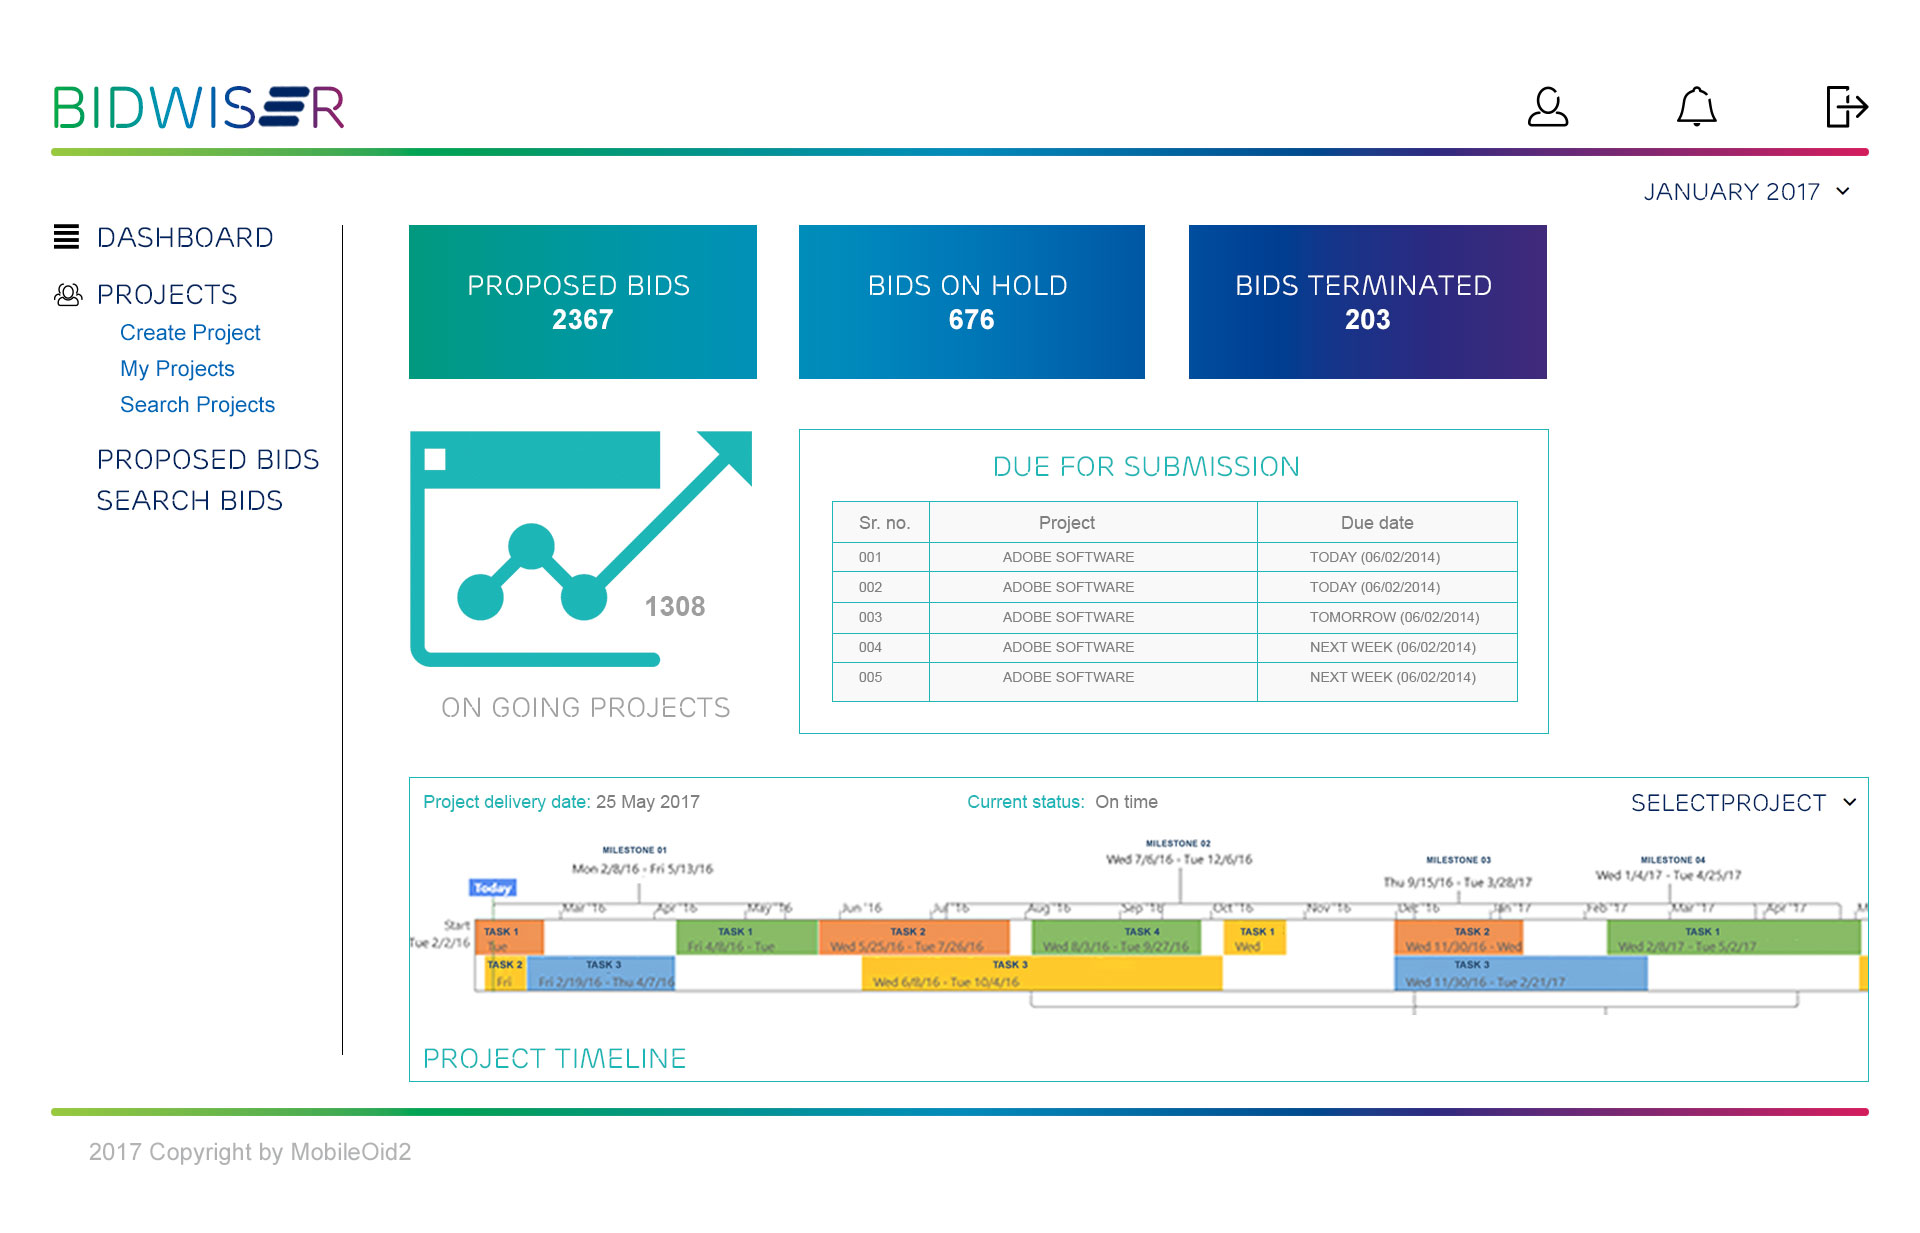 BIDWISER
JANUARY 2017
DASHBOARD
PROJECTS
Create Project
My Projects
Search Projects
PROPOSED BIDS
SEARCH BIDS
PROPOSED BIDS
2367
BIDS ON HOLD
676
BIDS TERMINATED
203
1308
ON GOING PROJECTS
DUE FOR SUBMISSION
Sr. no. Project Due date
001 ADOBE SOFTWARE TODAY (06/02/2014)
002 ADOBE SOFTWARE TODAY (06/02/2014)
003 ADOBE SOFTWARE TOMORROW (06/02/2014)
004 ADOBE SOFTWARE NEXT WEEK (06/02/2014)
005 ADOBE SOFTWARE NEXT WEEK (06/02/2014)
Project delivery date: 25 May 2017 Current status: On time SELECTPROJECT
MILESTONE 01
Mon 2/8/16 - Fri 5/13/16
MILESTONE 02
Wed 7/6/16 - Tue 12/6/16
MILESTONE 03
Thu 9/15/16 - Tue 3/28/17
MILESTONE 04
Wed 1/4/17 - Tue 4/25/17
Today
Mar '16 Apr '16 May '16 Jun '16 Jul '16 Aug '16 Sep '16 Oct '16 Nov '16 Dec '16 Jan '17 Feb '17 Mar '17 Apr '17 M
Start
Tue 2/2/16
TASK 1 TASK 1 TASK 2 TASK 4 TASK 1 TASK 2 TASK 1
Tue Fri 4/8/16 - Tue Wed 5/25/16 - Tue 7/26/16 Wed 8/3/16 - Tue 9/27/16 Wed Wed 11/30/16 - Wed Wed 2/8/17 - Tue 5/2/17
TASK 2 TASK 3 TASK 3 TASK 3
Fri Fri 2/19/16 - Thu 4/7/16 Wed 6/8/16 - Tue 10/4/16 Wed 11/30/16 - Tue 2/21/17
PROJECT TIMELINE
2017 Copyright by MobileOid2